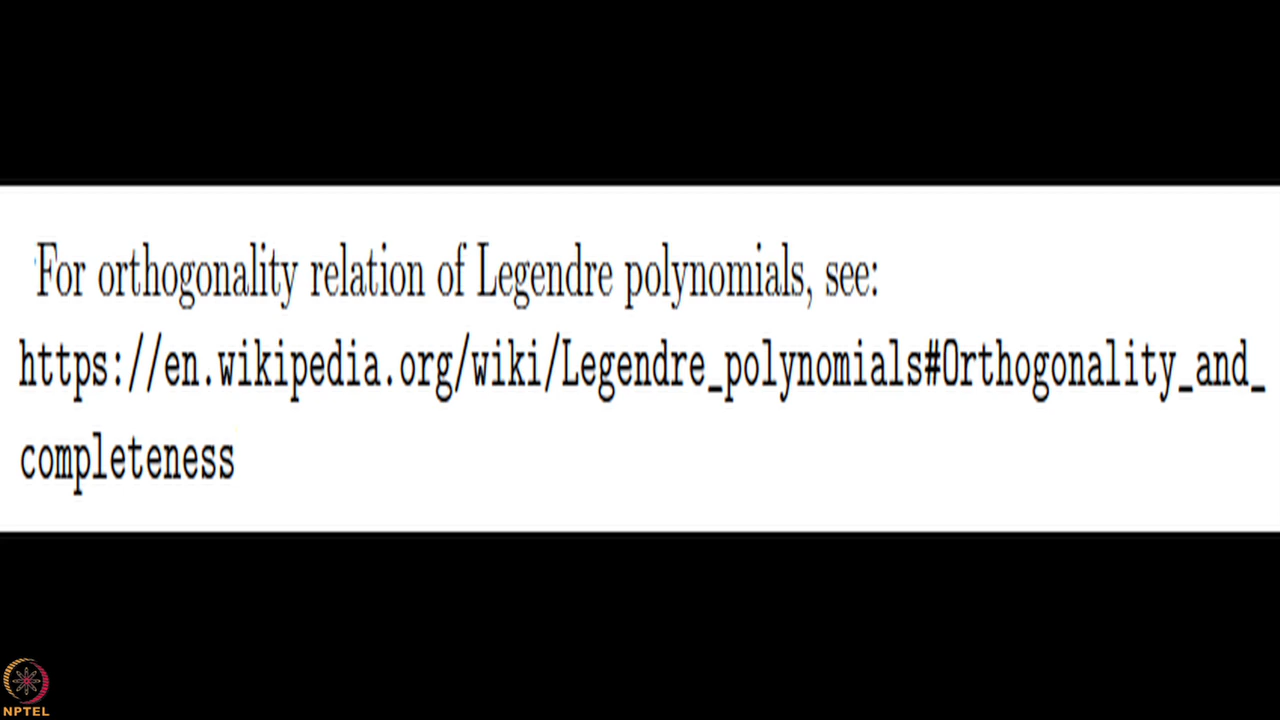 For orthogonality relation of Legendre polynomials, see:
https://en.wikipedia.org/wiki/Legendre_polynomials#Orthogonality_and_
completeness
NPTEL